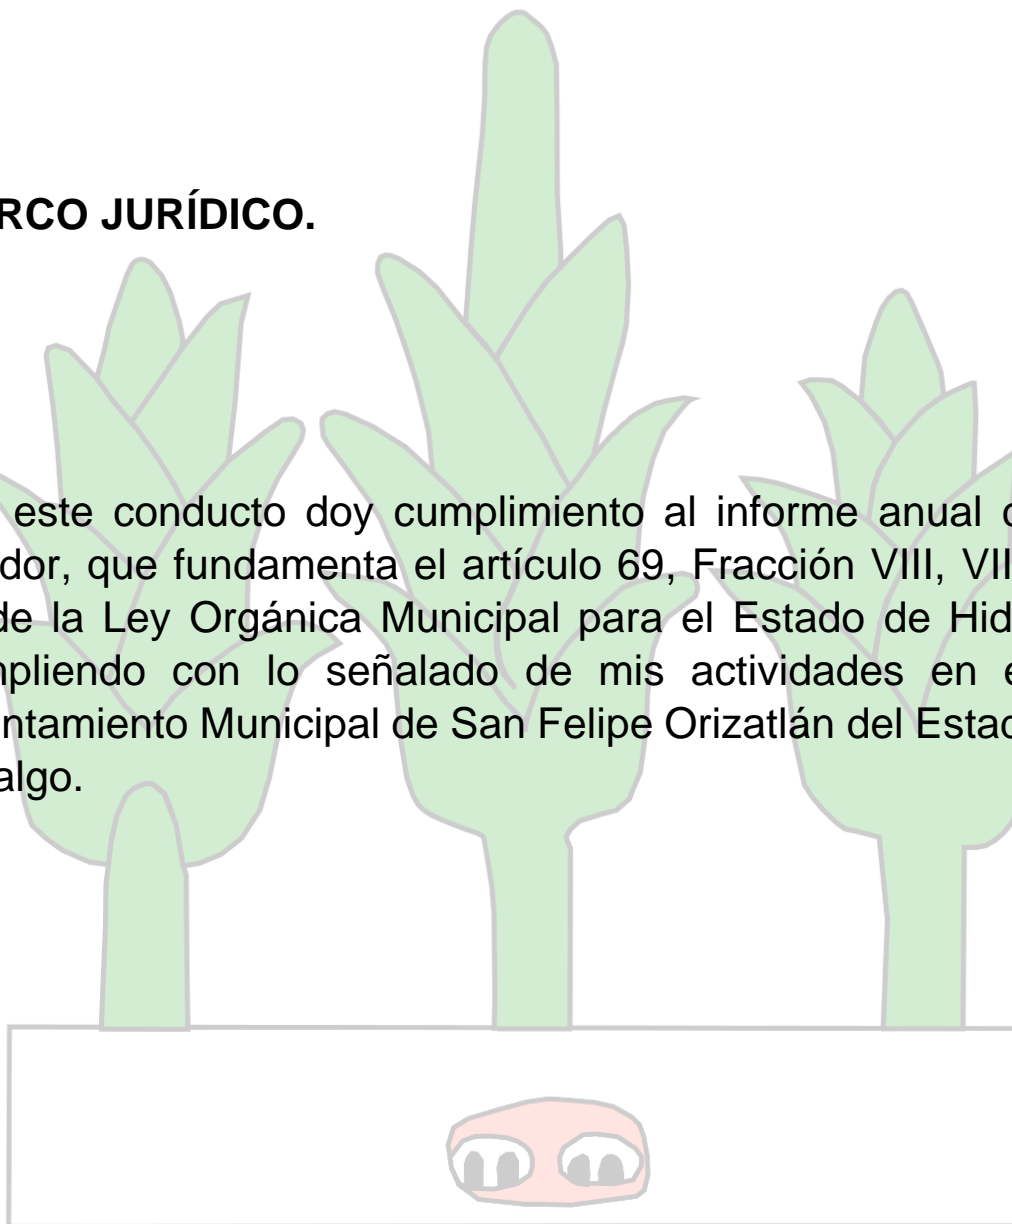 RCO JURÍDICO.
este conducto doy cumplimiento al informe anual
dor, que fundamenta el artículo 69, Fracción VIII, VII
de la Ley Orgánica Municipal para el Estado de Hid
npliendo con lo señalado de mis actividades en e
ntamiento Municipal de San Felipe Orizatlán del Estad
algo.